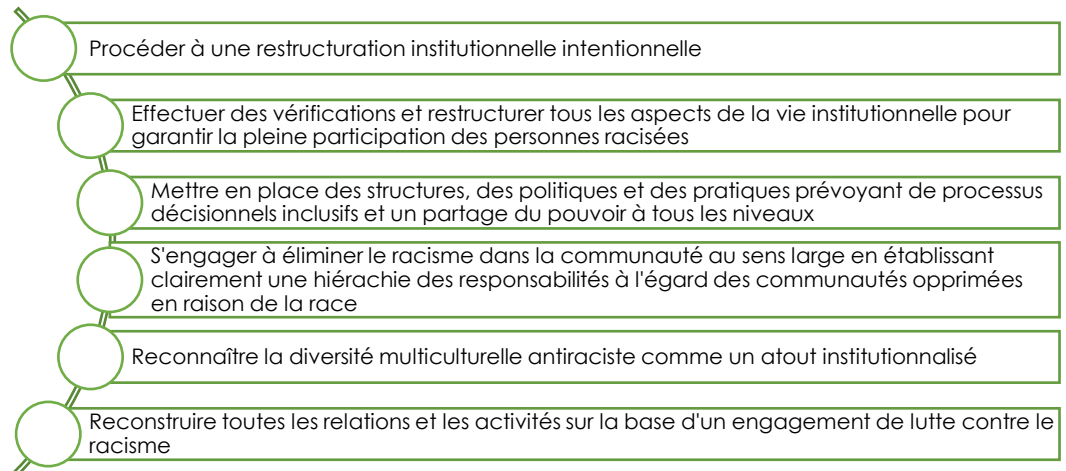 Procéder à une restructuration institutionnelle intentionnelle
Effectuer des vérifications et restructurer tous les aspects de la vie institutionnelle pour
garantir la pleine participation des personnes racisées
Mettre en place des structures, des politiques et des pratiques prévoyant de processus
décisionnels inclusifs et un partage du pouvoir à tous les niveaux
S'engager à éliminer le racisme dans la communauté au sens large en établissant
clairement une hiérachie des responsabilités à l'égard des communautés opprimées
en raison de la race
Reconnaître la diversité multiculturelle antiraciste comme un atout institutionnalisé
Reconstruire toutes les relations et les activités sur la base d'un engagement de lutte contre le
racisme